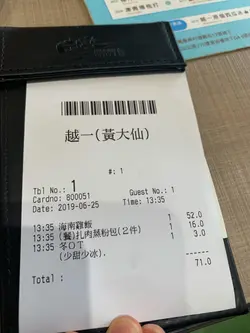 越一(黃大仙)
#: 1
Tbl No.: 1
Cardno: 800051 Guest No.: 1
Date: 2019-06-25 Time: 13:35
13:35 海南雞飯 1 52.0
13:35 (餐)扎肉蒸粉包(2件) 1 16.0
13:35 冬OT 1 3.0
(少甜少冰).
Total : 71.0